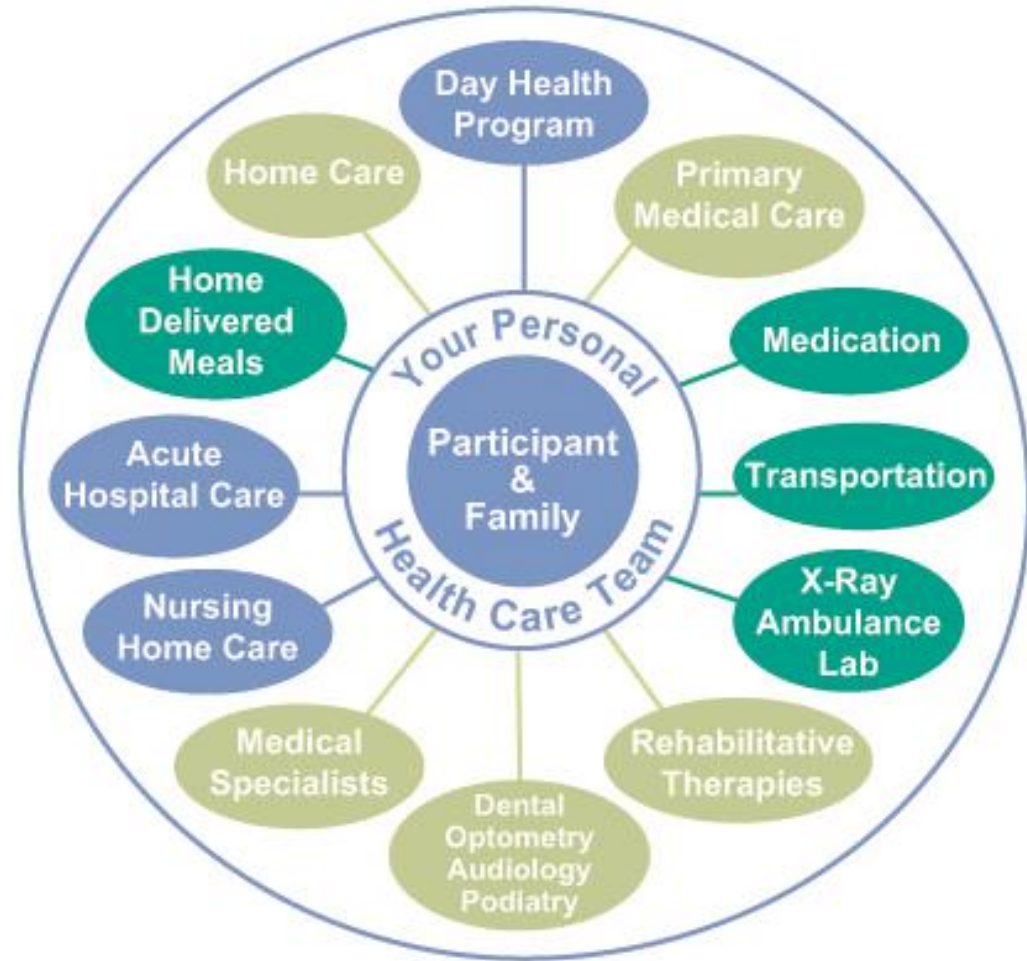 Day Health
Program
Primary
Medical Care
Medication
Transportation
X-Ray
Ambulance
Lab
Rehabilitative
Therapies
Dental
Optometry
Audiology
Podiatry
Medical
Specialists
Nursing
Home Care
Acute
Hospital Care
Home
Delivered
Meals
Home Care
Your Personal
Health Care Team
Participant
&
Family